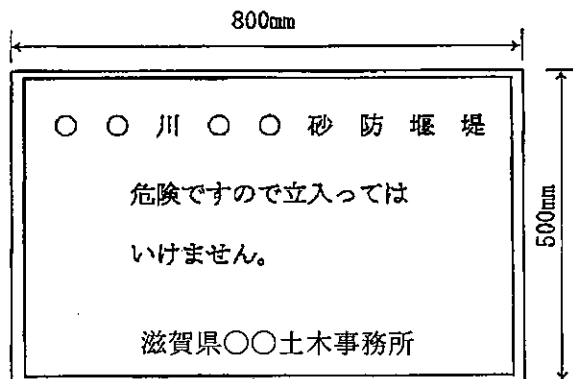 800mm
○○川○○砂防堰堤
危険ですので立入っては
いけません。
滋賀県○○土木事務所
500mm